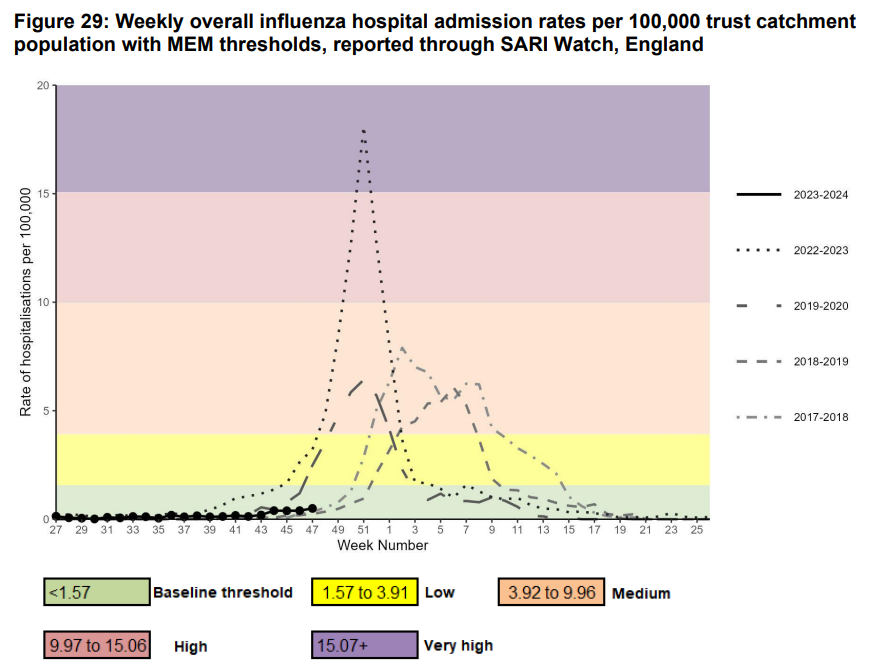 Figure 29: Weekly overall influenza hospital admission rates per 100,000 trust catchment
population with MEM thresholds, reported through SARI Watch, England
Rate of hospitalisations per 100,000
20
15
10
5
0
27 29 30 31 33 35 37 39 41 43 45 47 49 51 1 3 5 7 9 11 13 15 17 19 21 23 25
Week Number
2023-2024
2022-2023
2019-2020
2018-2019
2017-2018
<1.57 Baseline threshold 1.57 to 3.91 Low 3.92 to 9.96 Medium
9.97 to 15.06 High 15.07+ Very high